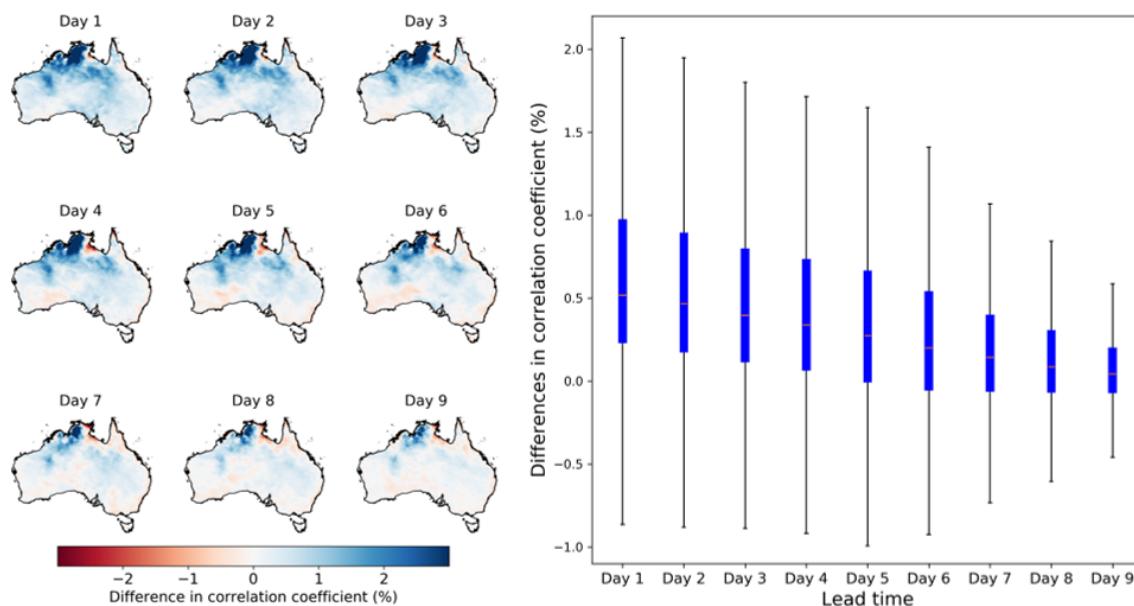 Day 1 Day 2 Day 3
Day 4 Day 5 Day 6
Day 7 Day 8 Day 9
−2 −1 0 1 2
Difference in correlation coefficient (%)
Differences in correlation coefficient (%)
2.0
1.5
1.0
0.5
0.0
−0.5
−1.0
Day 1 Day 2 Day 3 Day 4 Day 5 Day 6 Day 7 Day 8 Day 9
Lead time